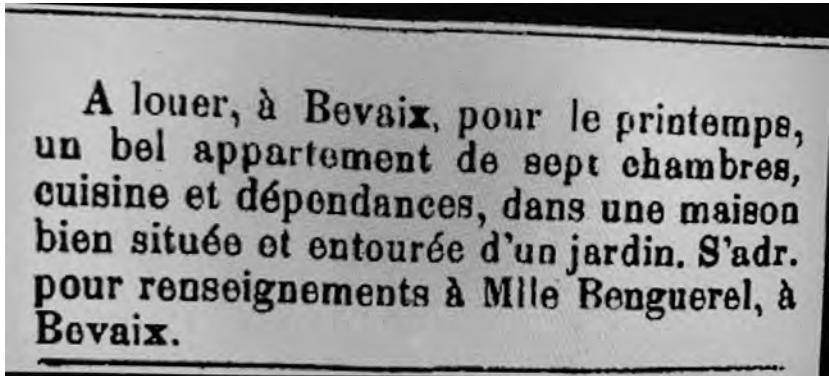 A louer, à Bevaix, pour le printemps,
un bel appartement de sept chambres,
cuisine et dépendances, dans une maison
bien située et entourée d'un jardin. S'adr.
pour renseignements à Mlle Benguerel, à
Bevaix.